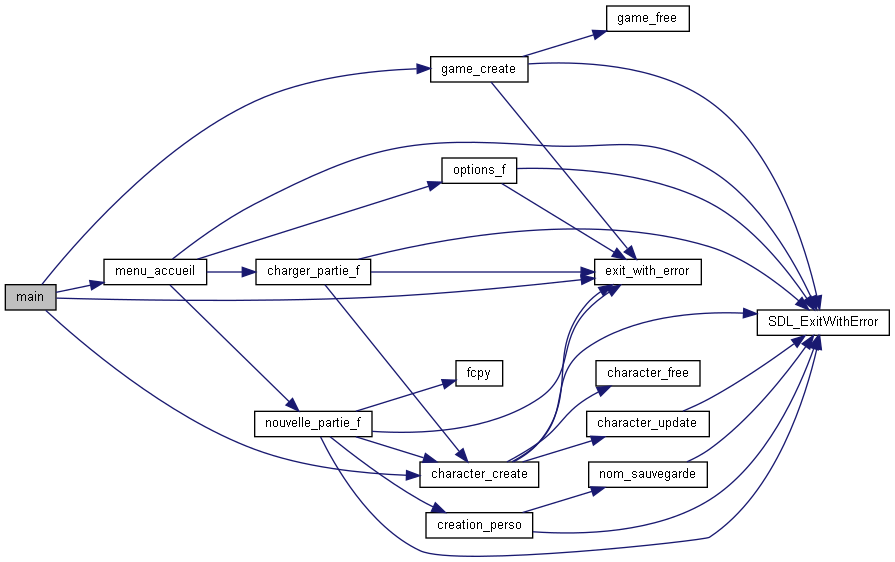 game_free
game_create
options_f
menu_accueil
charger_partie_f
exit_with_error
main
SDL_ExitWithError
fcpy
character_free
nouvelle_partie_f
character_update
character_create
nom_sauvegarde
creation_perso